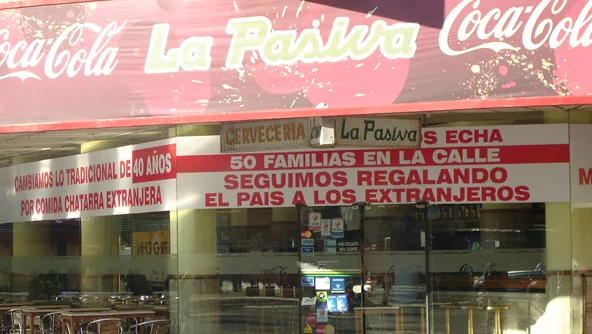 Coca-Cola La Pasiva Coca-Cola
CERVECERIA La Pasiva
S ECHA
50 FAMILIAS EN LA CALLE
SEGUIMOS REGALANDO
EL PAIS A LOS EXTRANJEROS
CAMBIAMOS LO TRADICIONAL DE 40 AÑOS
POR COMIDA CHATARRA EXTRANJERA
M